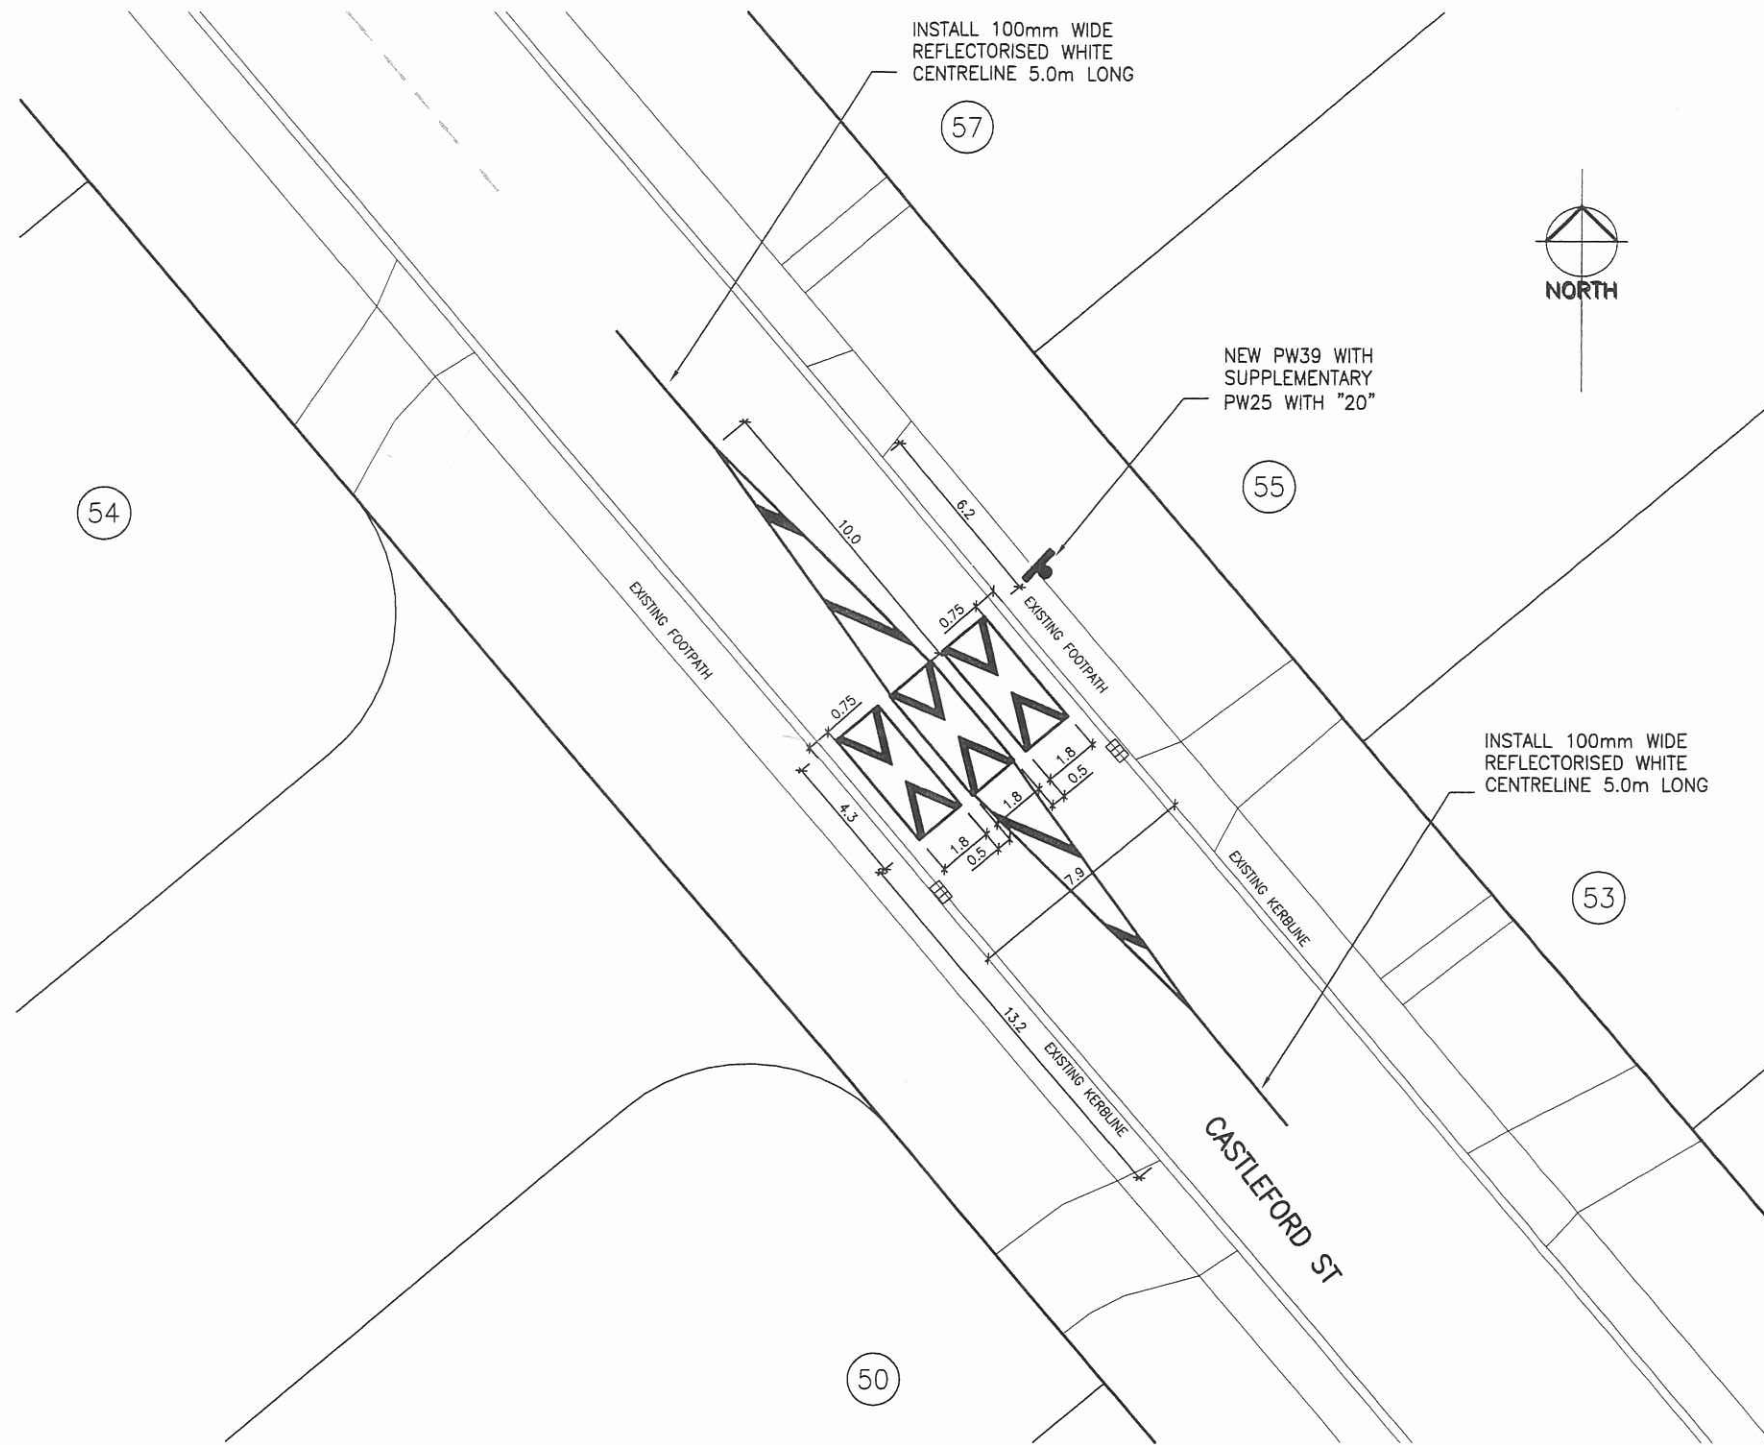 INSTALL 100mm WIDE
REFLECTORISED WHITE
CENTRELINE 5.0m LONG
57
NORTH
NEW PW39 WITH
SUPPLEMENTARY
PW25 WITH "20"
55
54
6.2
10.0
0.75
EXISTING FOOTPATH
EXISTING FOOTPATH
0.75
1.8
0.5
1.8
4.3
1.8
0.5
7.9
INSTALL 100mm WIDE
REFLECTORISED WHITE
CENTRELINE 5.0m LONG
53
EXISTING KERBLINE
13.2
EXISTING KERBLINE
CASTLEFORD ST
50